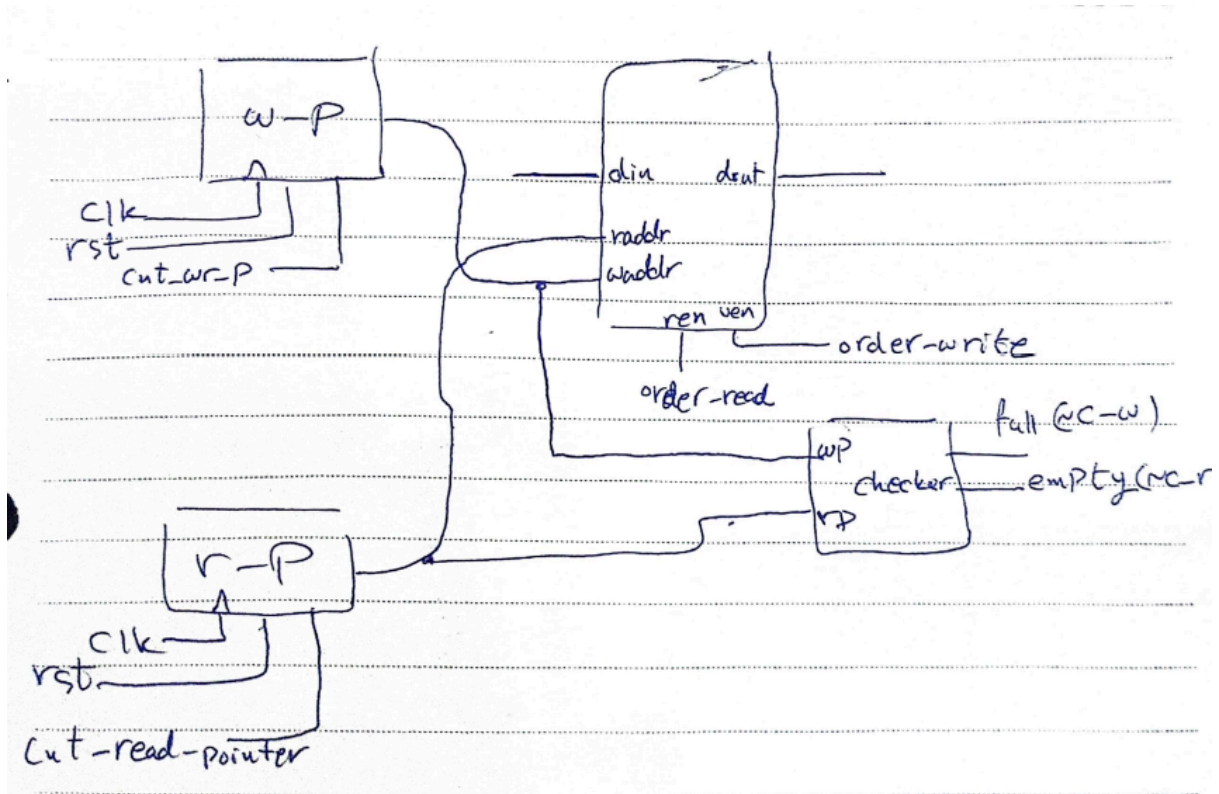 w-P
clk
rst
cnt_wr-P
din
dout
raddr
waddr
ren wen
order-write
order-read
full (~c-w)
wP
checker
empty (~c-r
rp
r-P
clk
rst
cnt-read-pointer